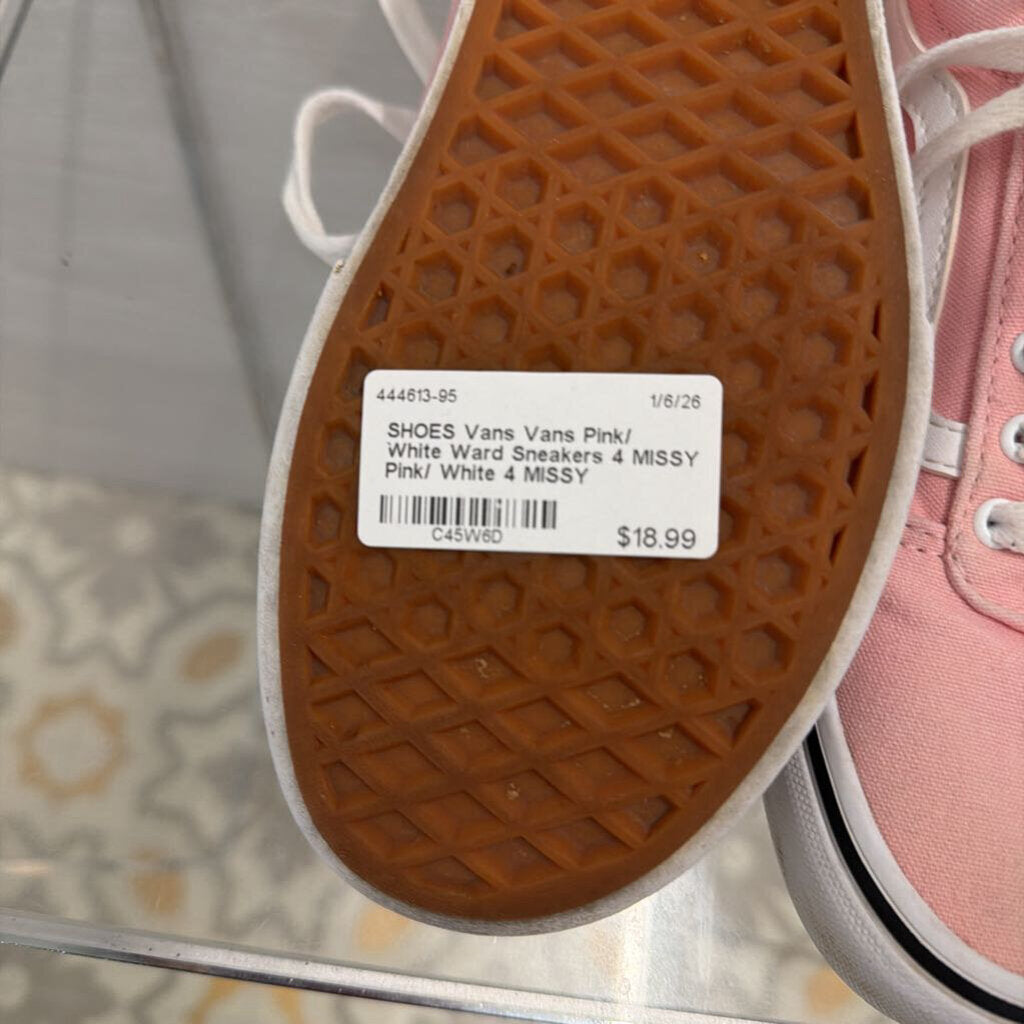 444613-95 1/6/26
SHOES Vans Vans Pink/
White Ward Sneakers 4 MISSY
Pink/ White 4 MISSY
C45W6D $18.99